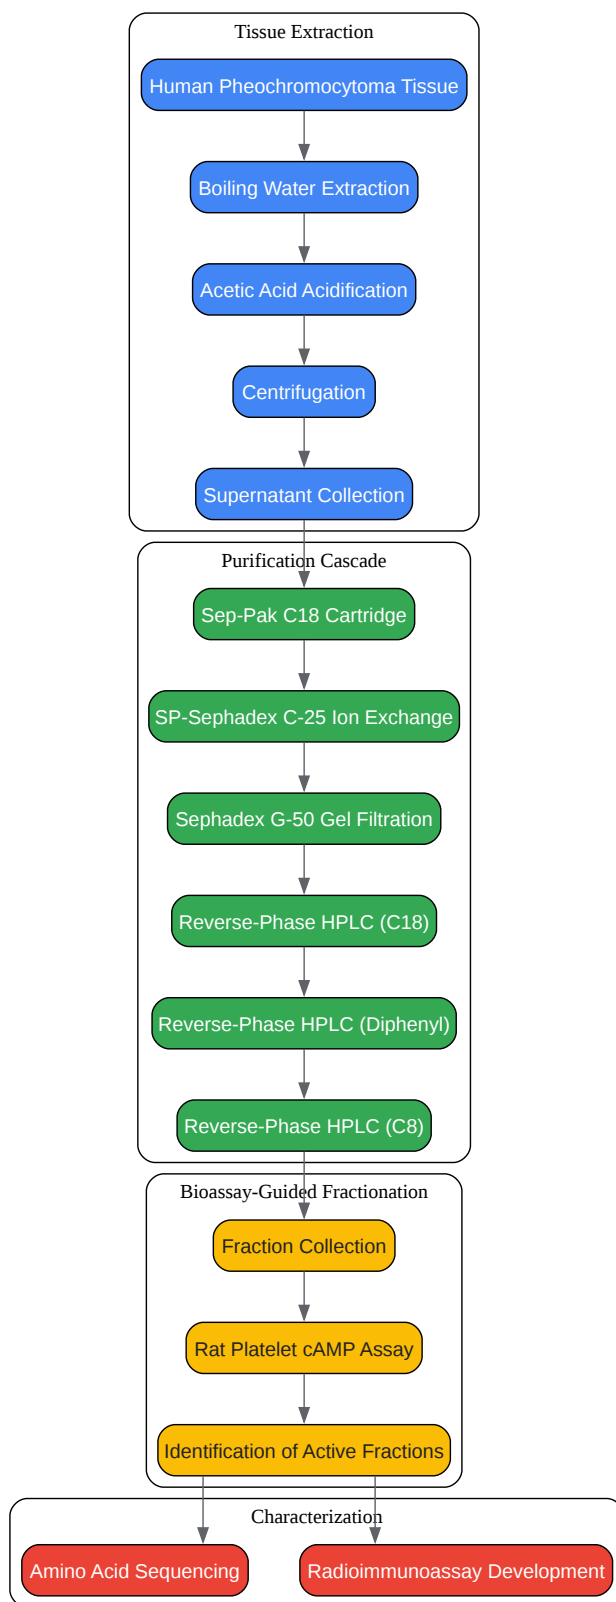 Tissue Extraction
Human Pheochromocytoma Tissue
Boiling Water Extraction
Acetic Acid Acidification
Centrifugation
Supernatant Collection
Purification Cascade
Sep-Pak C18 Cartridge
SP-Sephadex C-25 Ion Exchange
Sephadex G-50 Gel Filtration
Reverse-Phase HPLC (C18)
Reverse-Phase HPLC (Diphenyl)
Reverse-Phase HPLC (C8)
Bioassay-Guided Fractionation
Fraction Collection
Rat Platelet cAMP Assay
Identification of Active Fractions
Characterization
Amino Acid Sequencing
Radioimmunoassay Development